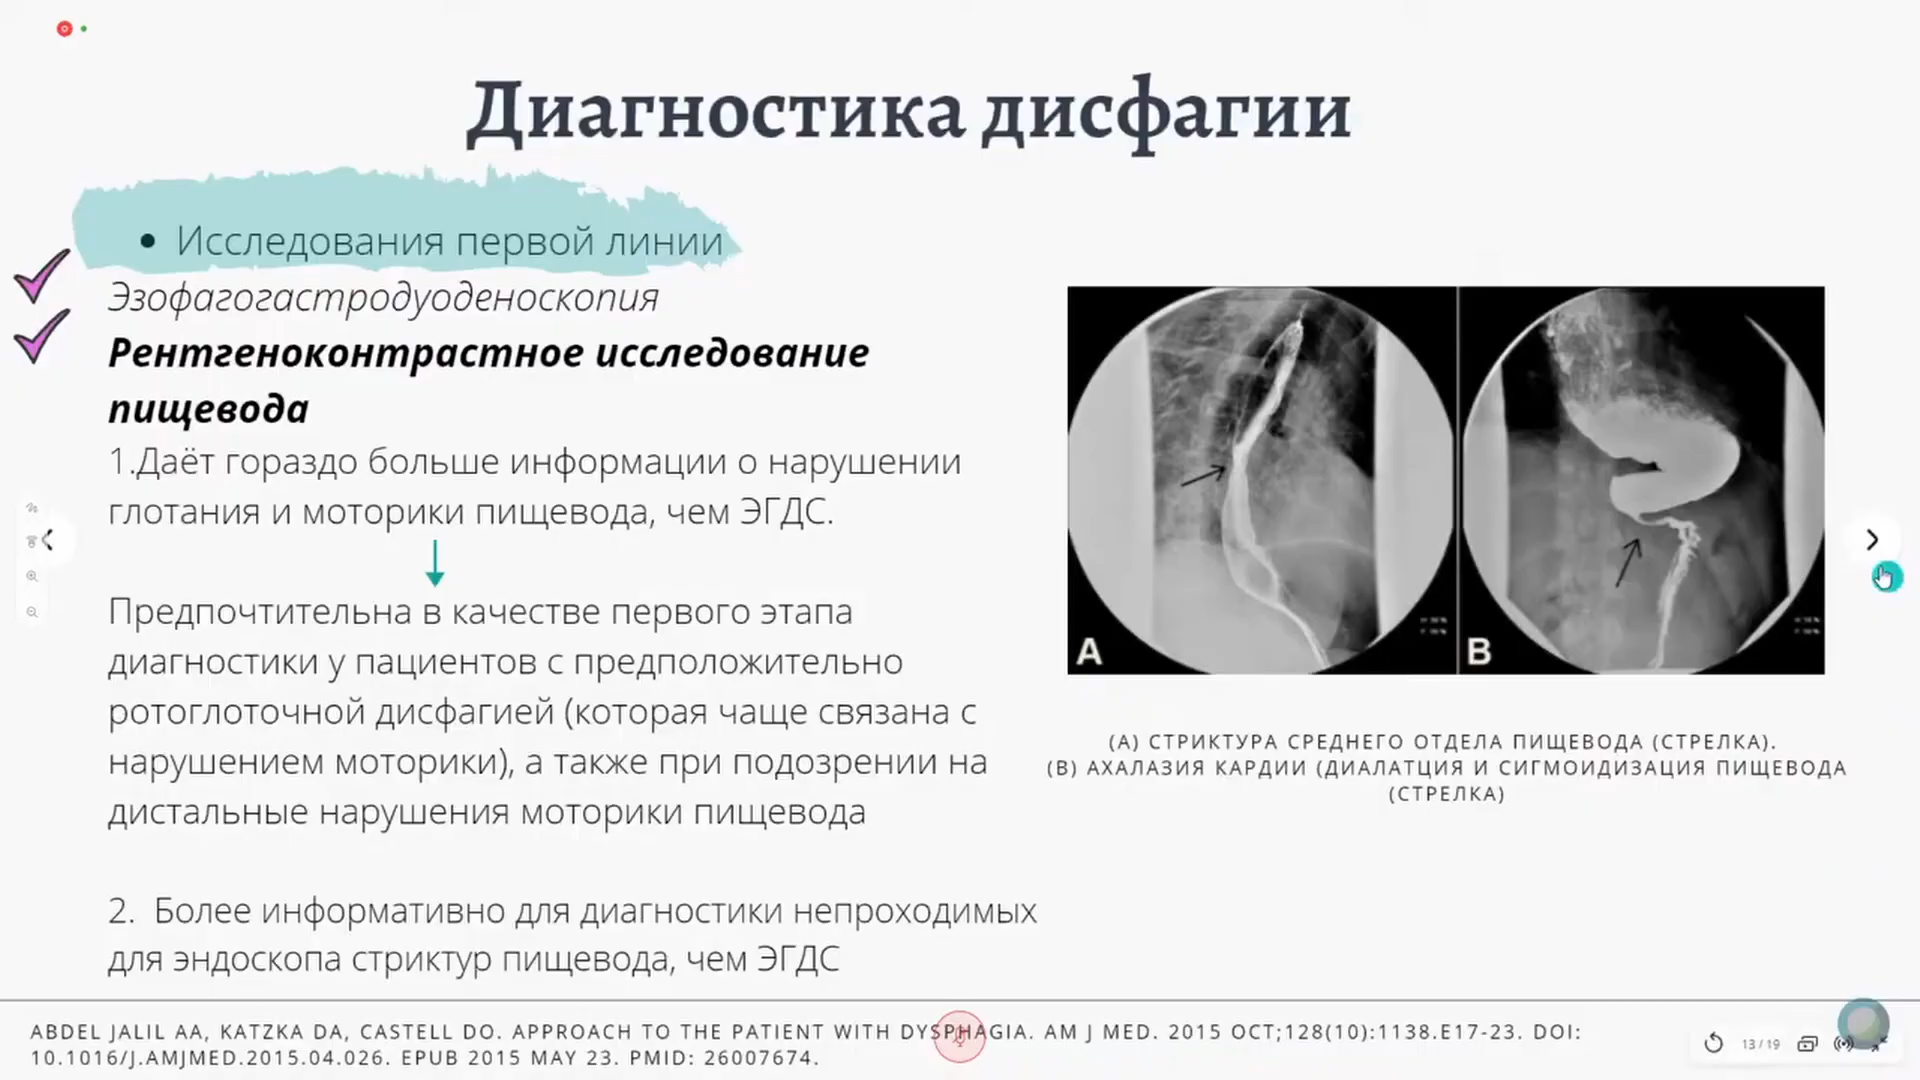 Диагностика дисфагии
• Исследования первой линии
Эзофагогастродуоденоскопия
Рентгеноконтрастное исследование
пищевода
1.Даёт гораздо больше информации о нарушении
глотания и моторики пищевода, чем ЭГДС.
Предпочтительна в качестве первого этапа
диагностики у пациентов с предположительно
ротоглоточной дисфагией (которая чаще связана с
нарушением моторики), а также при подозрении на
дистальные нарушения моторики пищевода
2. Более информативно для диагностики непроходимых
для эндоскопа стриктур пищевода, чем ЭГДС
A
B
(А) СТРИКТУРА СРЕДНЕГО ОТДЕЛА ПИЩЕВОДА (СТРЕЛКА).
(В) АХАЛАЗИЯ КАРДИИ (ДИАЛАТЦИЯ И СИГМОИДИЗАЦИЯ ПИЩЕВОДА
(СТРЕЛКА)
ABDEL JALIL AA, KATZKA DA, CASTELL DO. APPROACH TO THE PATIENT WITH DYSPHAGIA. AM J MED. 2015 OCT;128(10):1138.E17-23. DOI:
10.1016/J.AMJMED.2015.04.026. EPUB 2015 MAY 23. PMID: 26007674.
13/19